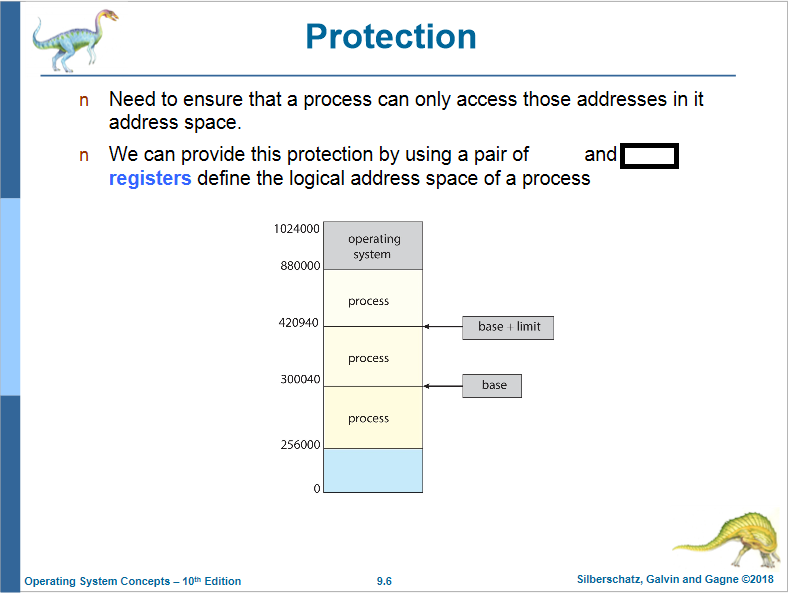 Protection
n Need to ensure that a process can only access those addresses in it
address space.
n We can provide this protection by using a pair of and
registers define the logical address space of a process
1024000
operating
system
880000
process
420940
base + limit
process
300040
base
process
256000
0
Operating System Concepts – 10th Edition
9.6
Silberschatz, Galvin and Gagne ©2018